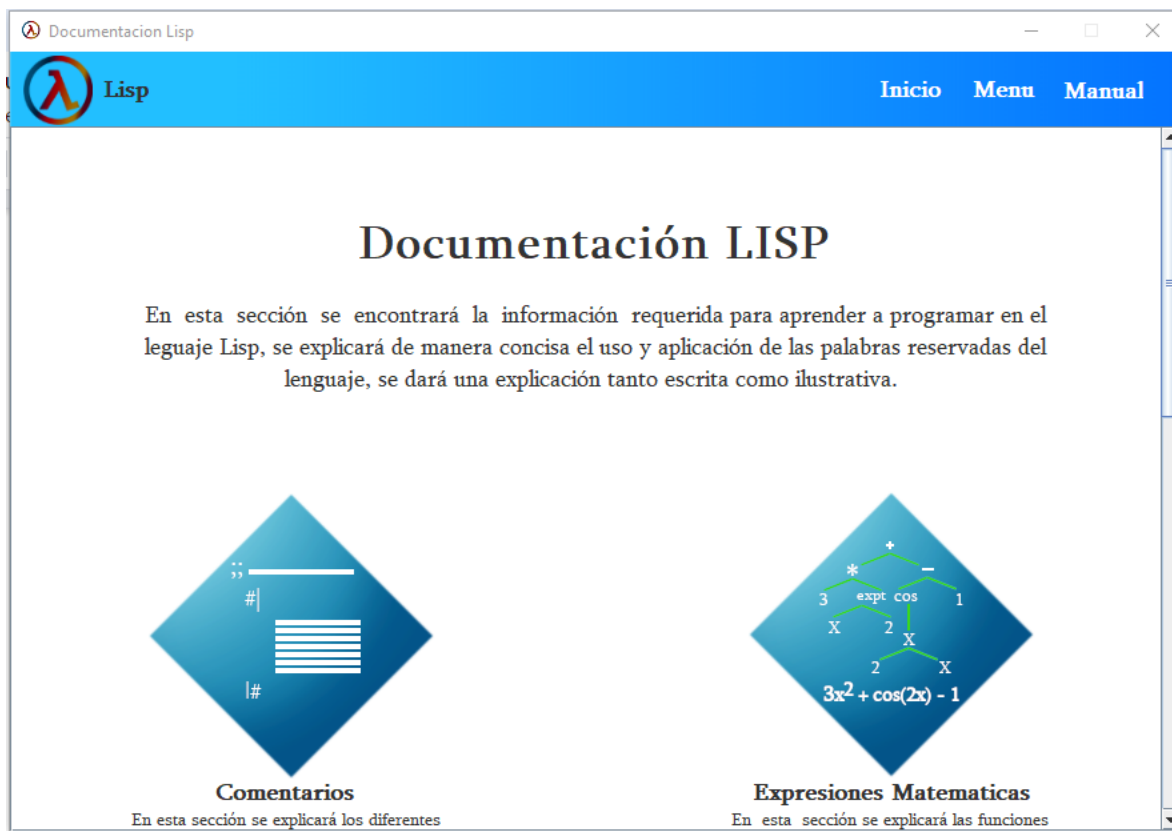 Documentacion Lisp
λ Lisp Inicio Menu Manual
Documentación LISP
En esta sección se encontrará la información requerida para aprender a programar en el
leguaje Lisp, se explicará de manera concisa el uso y aplicación de las palabras reservadas del
lenguaje, se dará una explicación tanto escrita como ilustrativa.
;;
#|
|#
+
* −
3 expt cos 1
X 2 X
2 X
3x² + cos(2x) - 1
Comentarios
En esta sección se explicará los diferentes
Expresiones Matematicas
En esta sección se explicará las funciones